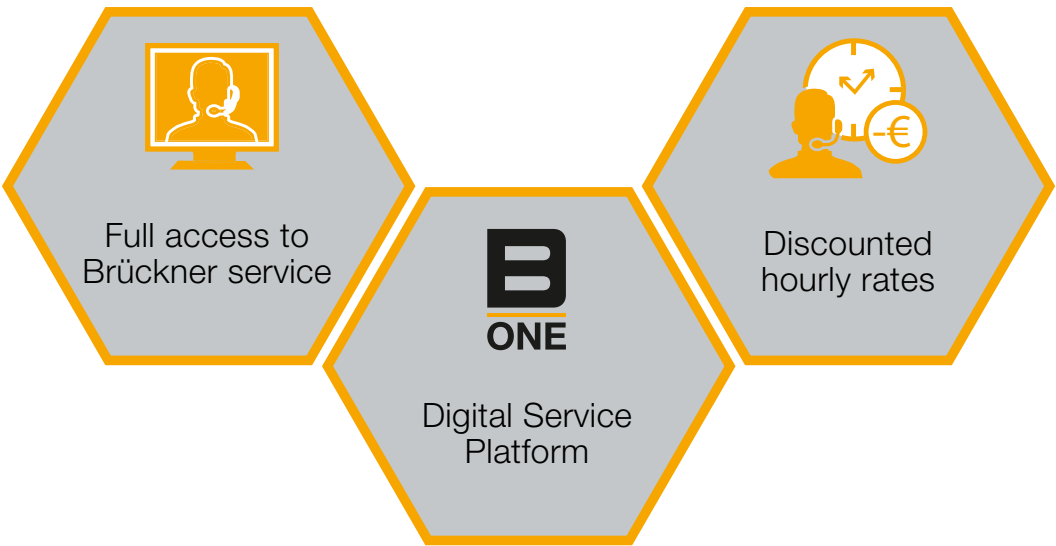 Full access to
Brückner service
B
ONE
Digital Service
Platform
-€
Discounted
hourly rates